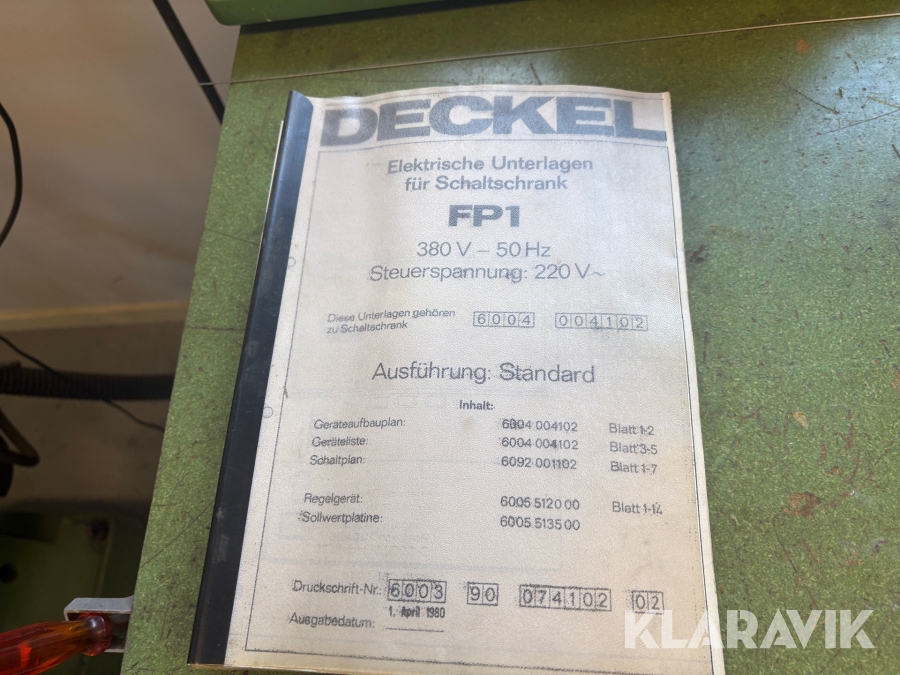 DECKEL
Elektrische Unterlagen
für Schaltschrank
FP1
380 V – 50 Hz
Steuerspannung: 220 V~
Diese Unterlagen gehören
zu Schaltschrank
6004 004102
Ausführung: Standard
Inhalt:
Geräteaufbauplan: 6004 004102 Blatt 1-2
Geräteliste: 6004 004102 Blatt 3-5
Schaltplan: 6092 001102 Blatt 1-7
Regelgerät: 6005 5120 00 Blatt 1-14
Sollwertplatine: 6005 5135 00
Druckschrift-Nr.: 6003 90 074102 02
Ausgabedatum: 1. April 1980
KLARAVIK